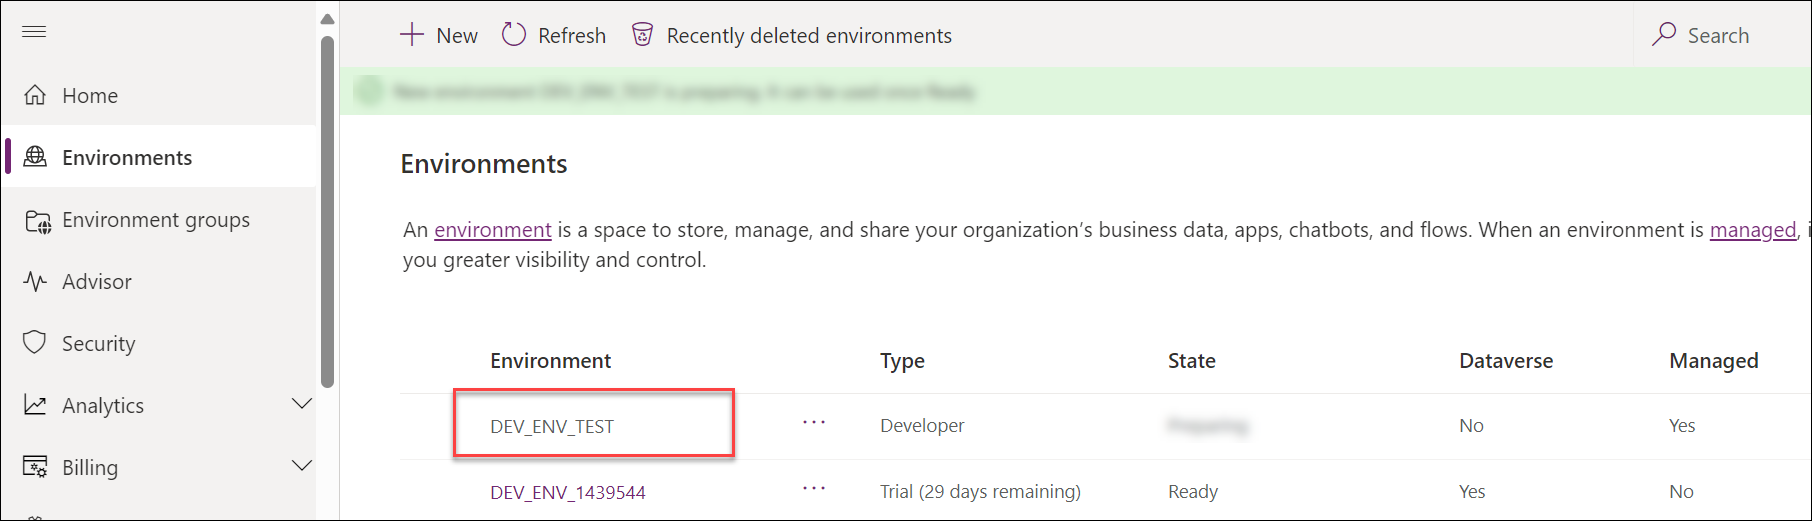 New
Refresh
Recently deleted environments
Search
Home
Environments
Environment groups
Advisor
Security
Analytics
Billing
Environments
An environment is a space to store, manage, and share your organization's business data, apps, chatbots, and flows. When an environment is managed,
you greater visibility and control.
Environment Type State Dataverse Managed
DEV_ENV_TEST ... Developer No Yes
DEV_ENV_1439544 ... Trial (29 days remaining) Ready Yes No